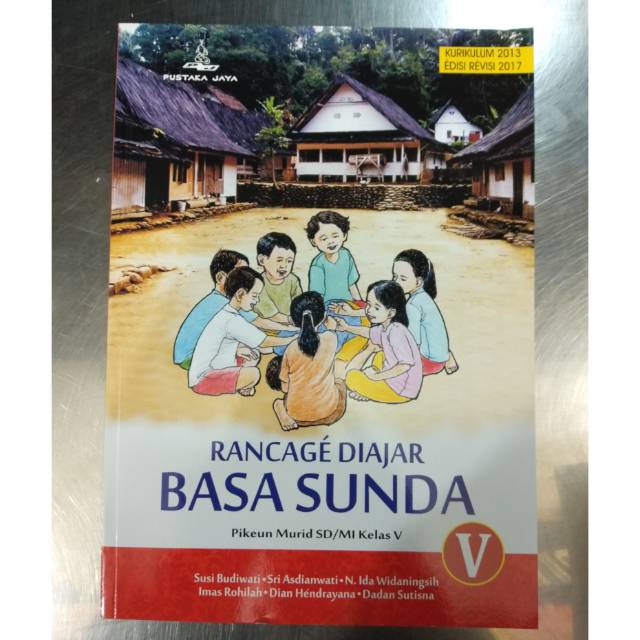 PUSTAKA JAYA
KURIKULUM 2013
EDISI REVISI 2017
RANCAGÉ DIAJAR
BASA SUNDA
Pikeun Murid SD/MI Kelas V
V
Susi Budiwati • Sri Asdianwati • N. Ida Widaningsih
Imas Rohilah • Dian Héndrayana • Dadan Sutisna